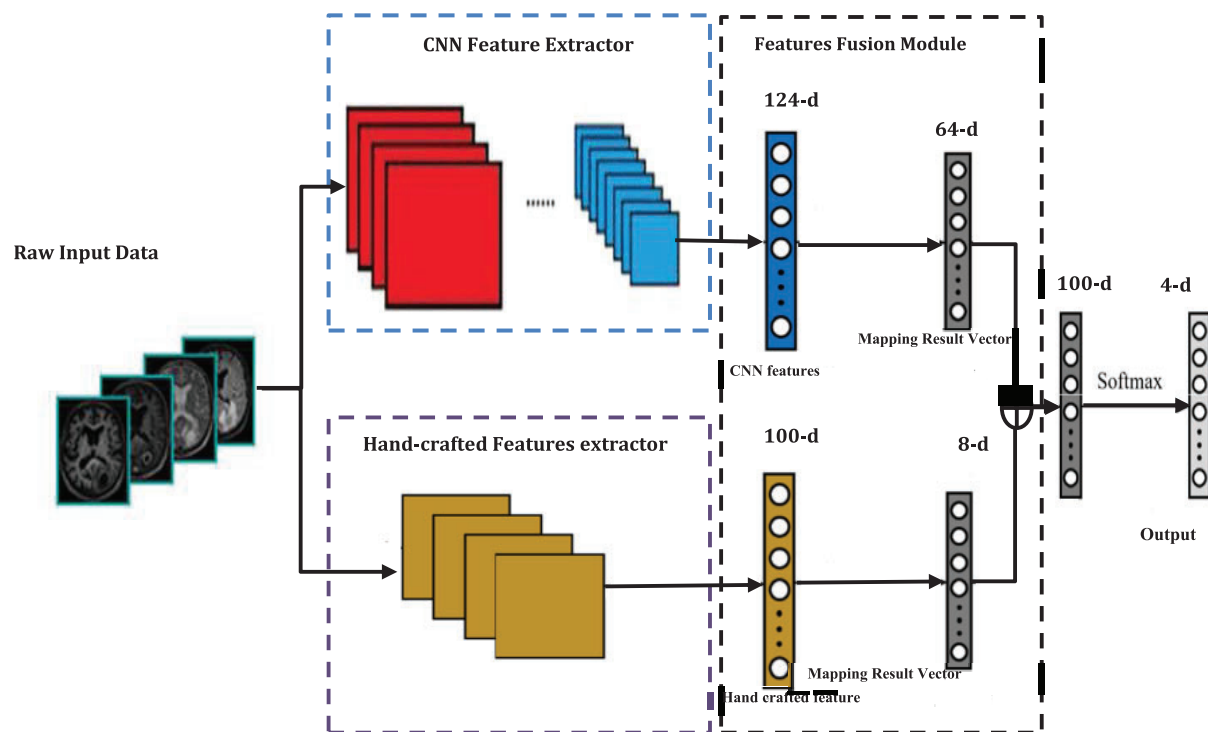 CNN Feature Extractor
Features Fusion Module
124-d
64-d
Raw Input Data
......
100-d
4-d
Mapping Result Vector
CNN features
Softmax
Hand-crafted Features extractor
100-d
8-d
Output
Mapping Result Vector
Hand crafted feature